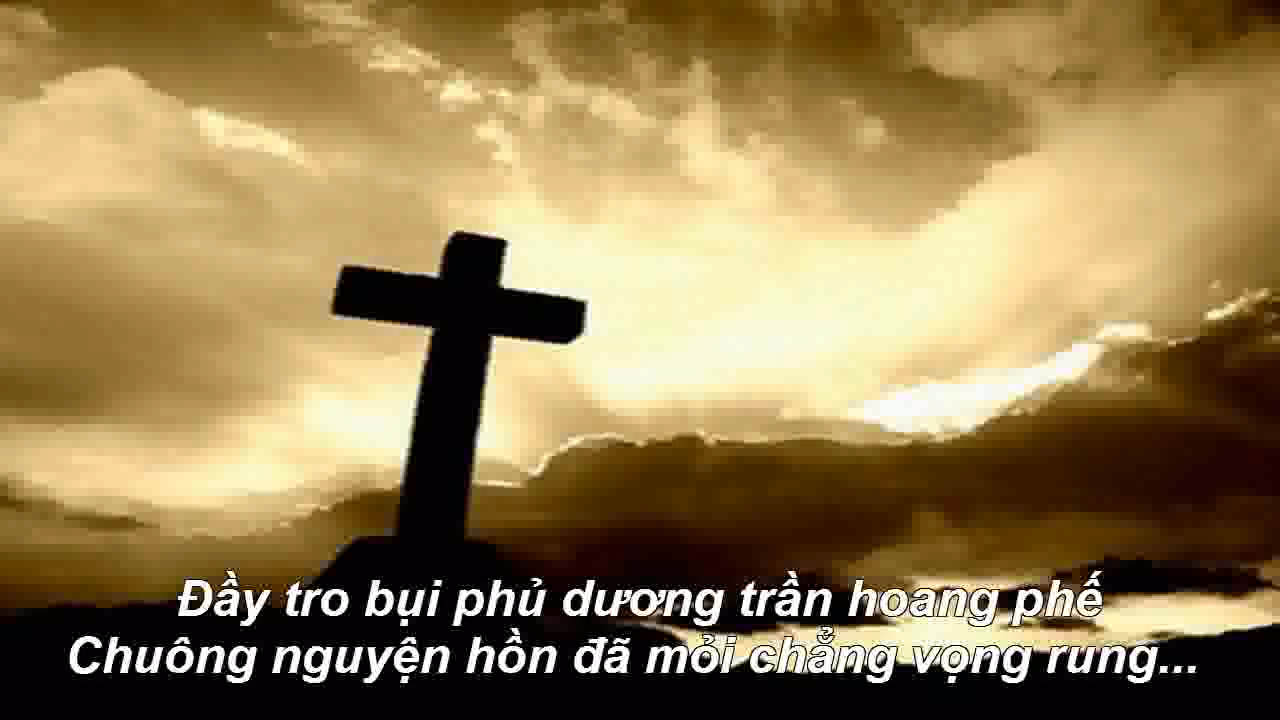 Đầy tro bụi phủ dương trần hoang phế
Chuông nguyện hồn đã mỏi chẳng vọng rung...